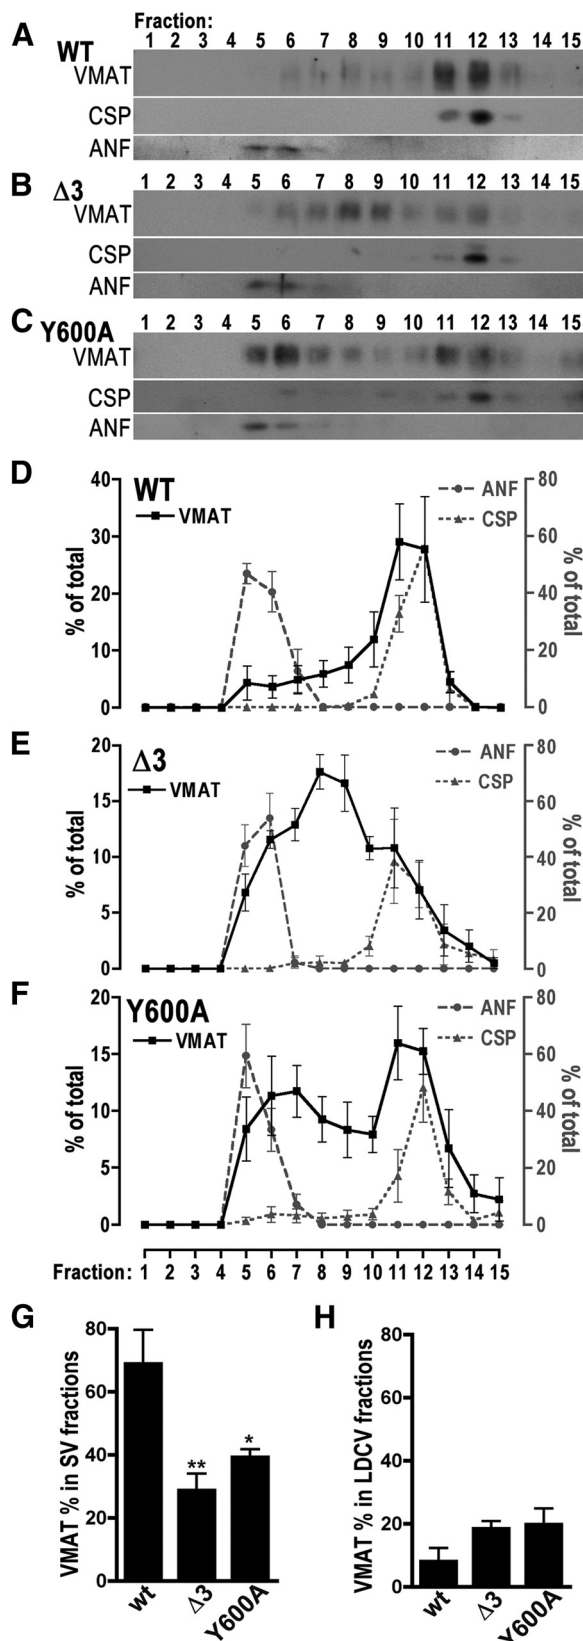 A
Fraction:
1 2 3 4 5 6 7 8 9 10 11 12 13 14 15
WT
VMAT
CSP
ANF
B
1 2 3 4 5 6 7 8 9 10 11 12 13 14 15
Δ3
VMAT
CSP
ANF
C
1 2 3 4 5 6 7 8 9 10 11 12 13 14 15
Y600A
VMAT
CSP
ANF
D
WT
VMAT
ANF
CSP
% of total
40
30
20
10
0
% of total
80
60
40
20
0
E
Δ3
VMAT
ANF
CSP
% of total
20
15
10
5
0
% of total
80
60
40
20
0
F
Y600A
VMAT
ANF
CSP
% of total
20
15
10
5
0
% of total
80
60
40
20
0
Fraction: 1 2 3 4 5 6 7 8 9 10 11 12 13 14 15
G
VMAT % in SV fractions
80
60
40
20
0
**
*
wt Δ3 Y600A
H
VMAT % in LDCV fractions
80
60
40
20
0
wt Δ3 Y600A